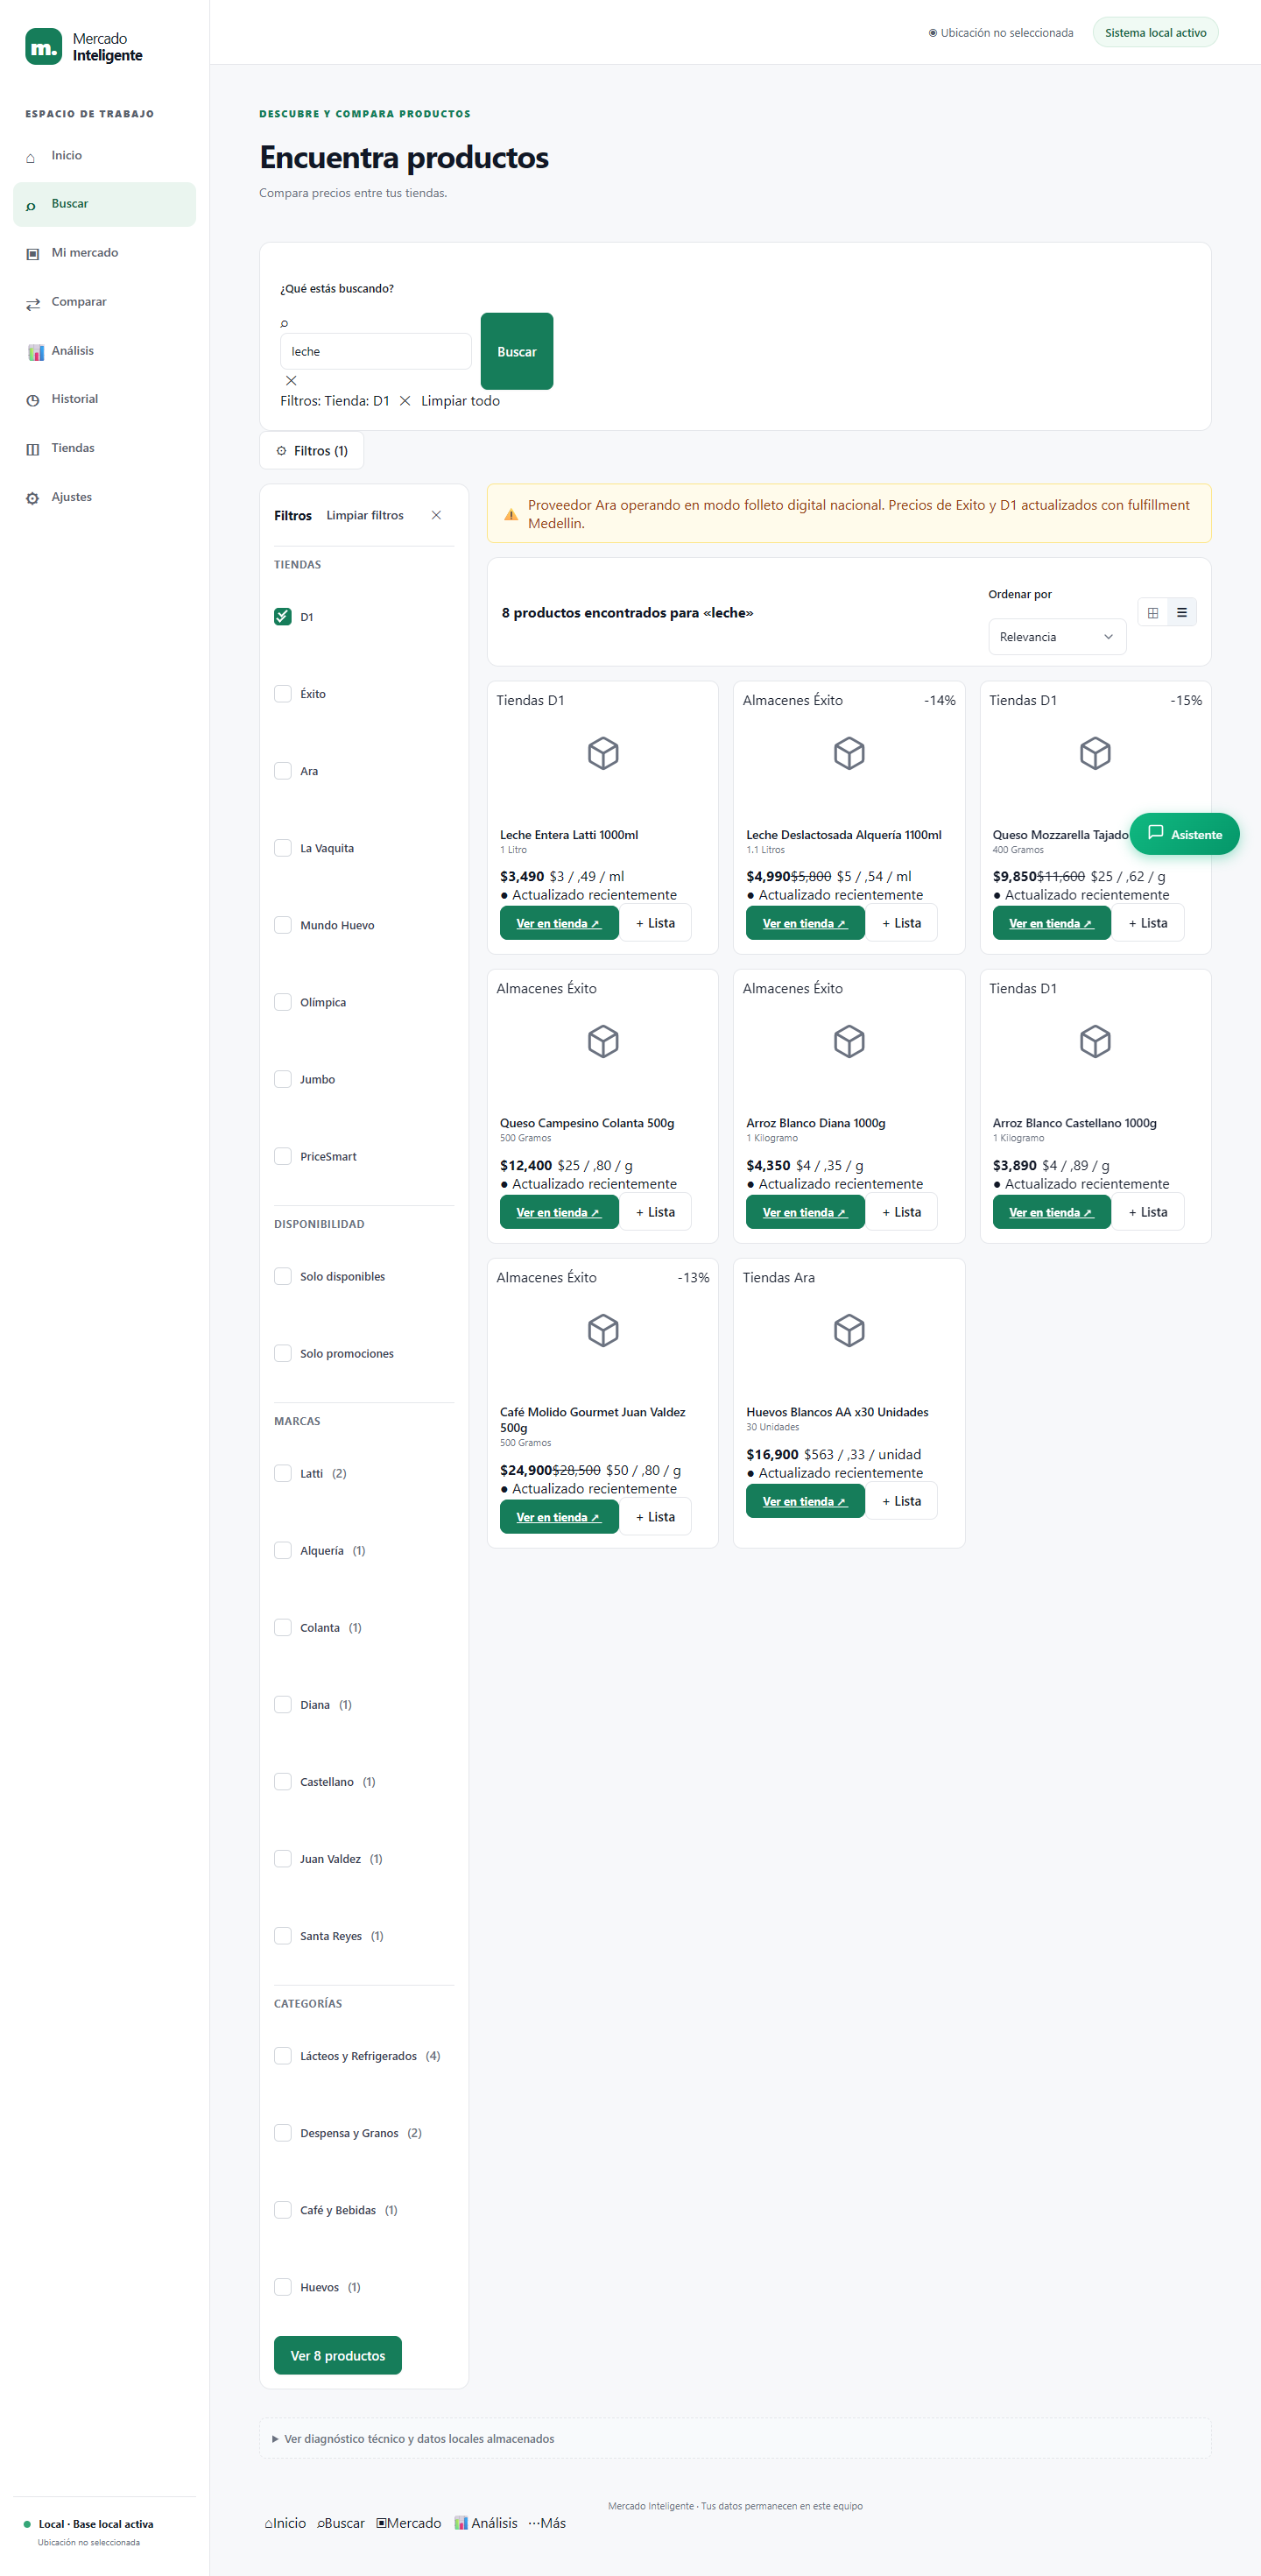 m. Mercado
Inteligente
ESPACIO DE TRABAJO
Inicio
Buscar
Mi mercado
Comparar
Análisis
Historial
Tiendas
Ajustes
Local · Base local activa
Ubicación no seleccionada
Ubicación no seleccionada
Sistema local activo
DESCUBRE Y COMPARA PRODUCTOS
Encuentra productos
Compara precios entre tus tiendas.
¿Qué estás buscando?
leche
Buscar
Filtros: Tienda: D1 × Limpiar todo
Filtros (1)
Filtros Limpiar filtros ×
TIENDAS
D1
Éxito
Ara
La Vaquita
Mundo Huevo
Olímpica
Jumbo
PriceSmart
DISPONIBILIDAD
Solo disponibles
Solo promociones
MARCAS
Latti (2)
Alquería (1)
Colanta (1)
Diana (1)
Castellano (1)
Juan Valdez (1)
Santa Reyes (1)
CATEGORÍAS
Lácteos y Refrigerados (4)
Despensa y Granos (2)
Café y Bebidas (1)
Huevos (1)
Ver 8 productos
Proveedor Ara operando en modo folleto digital nacional. Precios de Exito y D1 actualizados con fulfillment
Medellin.
8 productos encontrados para «leche»
Ordenar por
Relevancia
Tiendas D1
Leche Entera Latti 1000ml
1 Litro
$3,490 $3 / ,49 / ml
● Actualizado recientemente
Ver en tienda ↗ + Lista
Almacenes Éxito -14%
Leche Deslactosada Alquería 1100ml
1.1 Litros
$4,990$5,800 $5 / ,54 / ml
● Actualizado recientemente
Ver en tienda ↗ + Lista
Tiendas D1 -15%
Queso Mozzarella Tajado
400 Gramos
$9,850$11,600 $25 / ,62 / g
● Actualizado recientemente
Ver en tienda ↗ + Lista
Asistente
Almacenes Éxito
Queso Campesino Colanta 500g
500 Gramos
$12,400 $25 / ,80 / g
● Actualizado recientemente
Ver en tienda ↗ + Lista
Almacenes Éxito
Arroz Blanco Diana 1000g
1 Kilogramo
$4,350 $4 / ,35 / g
● Actualizado recientemente
Ver en tienda ↗ + Lista
Tiendas D1
Arroz Blanco Castellano 1000g
1 Kilogramo
$3,890 $4 / ,89 / g
● Actualizado recientemente
Ver en tienda ↗ + Lista
Almacenes Éxito -13%
Café Molido Gourmet Juan Valdez
500g
500 Gramos
$24,900$28,500 $50 / ,80 / g
● Actualizado recientemente
Ver en tienda ↗ + Lista
Tiendas Ara
Huevos Blancos AA x30 Unidades
30 Unidades
$16,900 $563 / ,33 / unidad
● Actualizado recientemente
Ver en tienda ↗ + Lista
▶ Ver diagnóstico técnico y datos locales almacenados
Mercado Inteligente · Tus datos permanecen en este equipo
Inicio Buscar Mercado Análisis ···Más